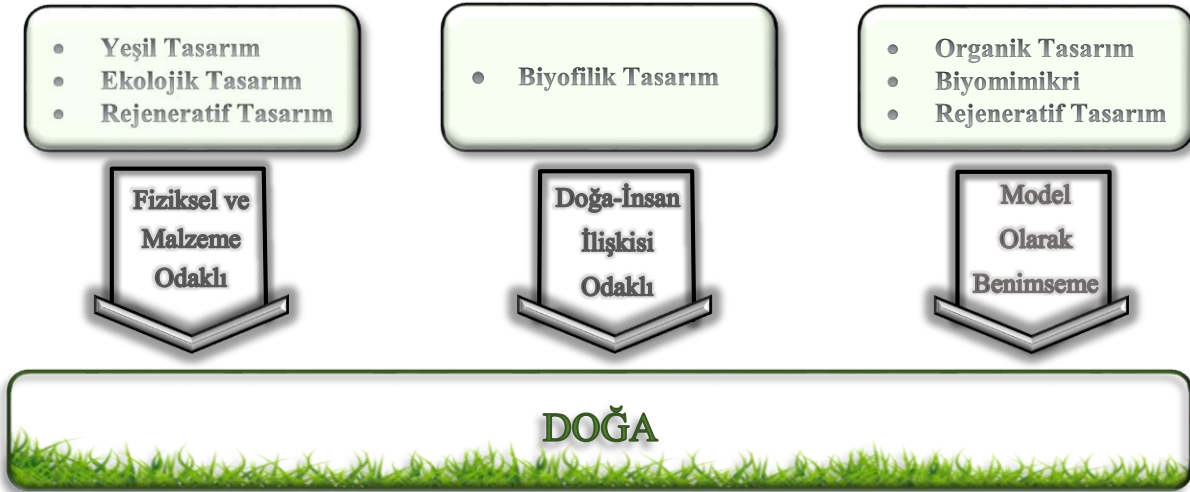 Yeşil Tasarım
Ekolojik Tasarım
Rejeneratif Tasarım
Biyofilik Tasarım
Organik Tasarım
Biyomimikri
Rejeneratif Tasarım
Fiziksel ve
Malzeme
Odaklı
Doğa-İnsan
İlişkisi
Odaklı
Model
Olarak
Benimseme
DOĞA